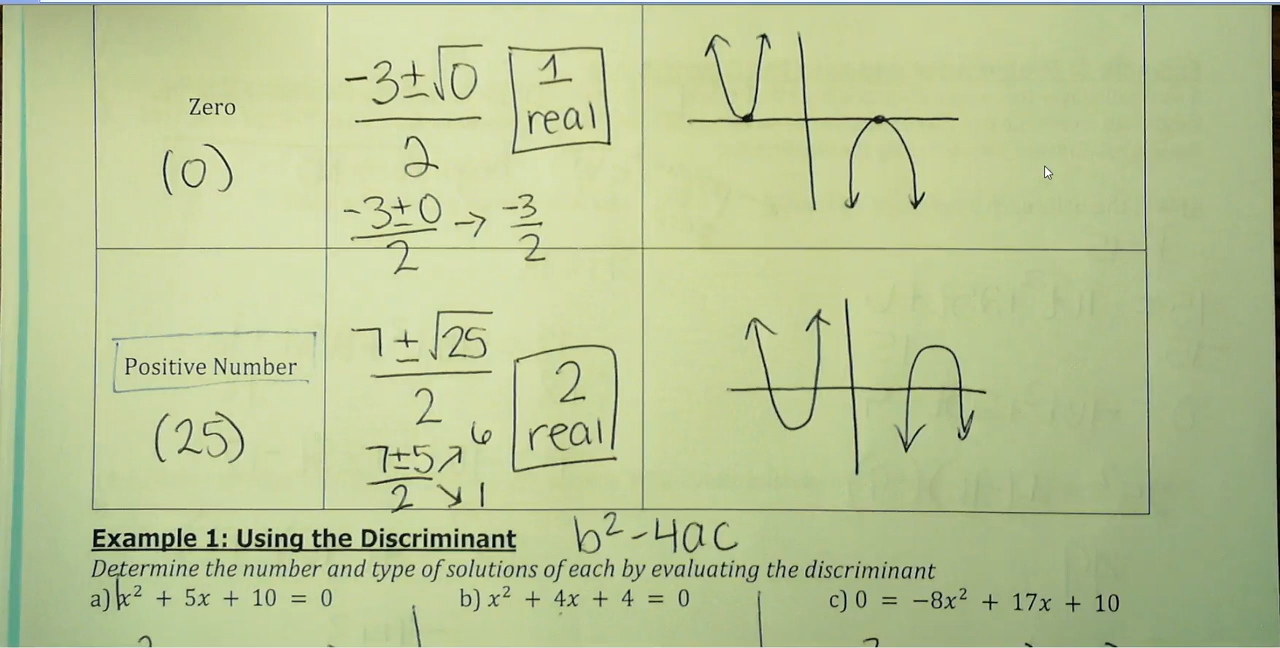 Zero
(0)
-3±√0
2
1
real
-3±0
2
→ -3
2
Positive Number
(25)
7±√25
2
2
real
7±5 ↗ 6
2 ↘ 1
Example 1: Using the Discriminant b²-4ac
Determine the number and type of solutions of each by evaluating the discriminant
a) x² + 5x + 10 = 0 b) x² + 4x + 4 = 0 c) 0 = −8x² + 17x + 10